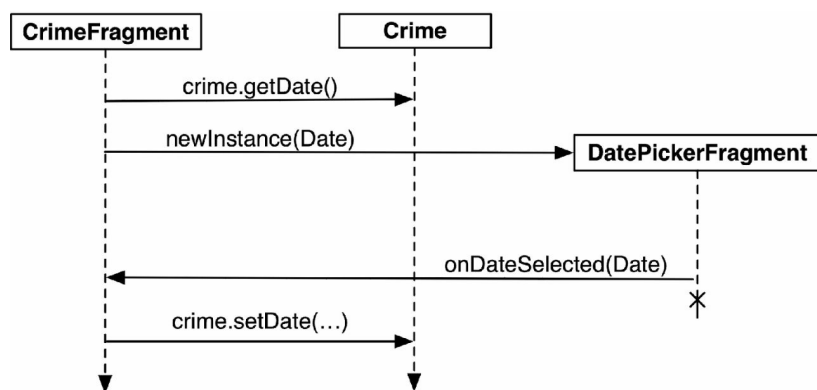 CrimeFragment
Crime
crime.getDate()
newInstance(Date)
DatePickerFragment
onDateSelected(Date)
crime.setDate(…)